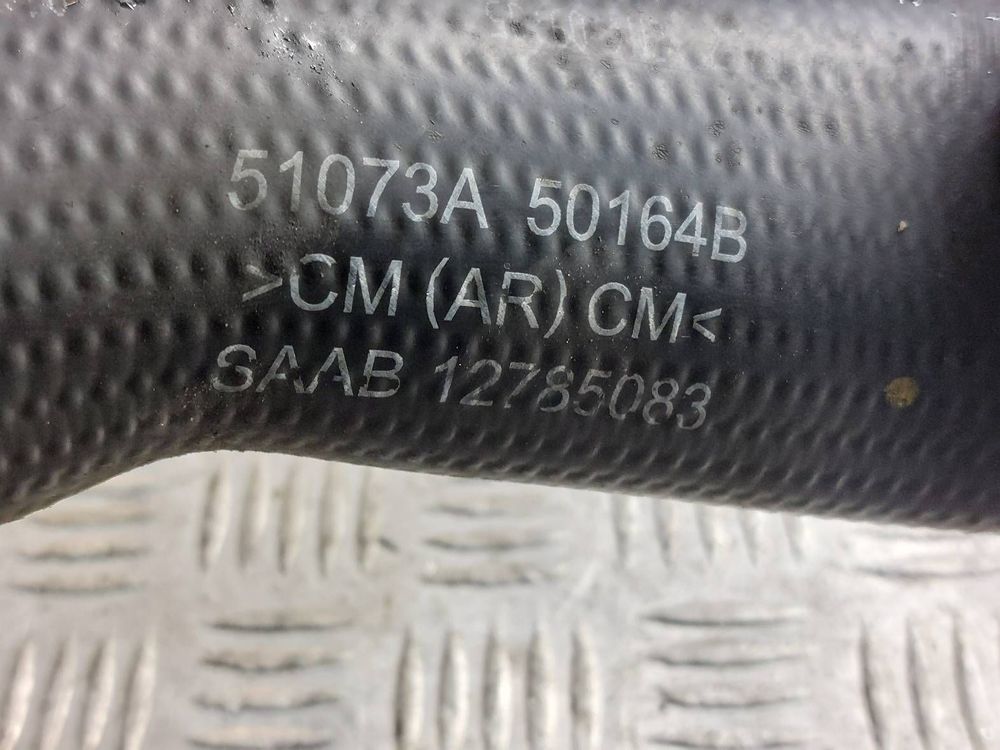 51073A 50164B
>CM (AR) CM<
SAAB 12785083